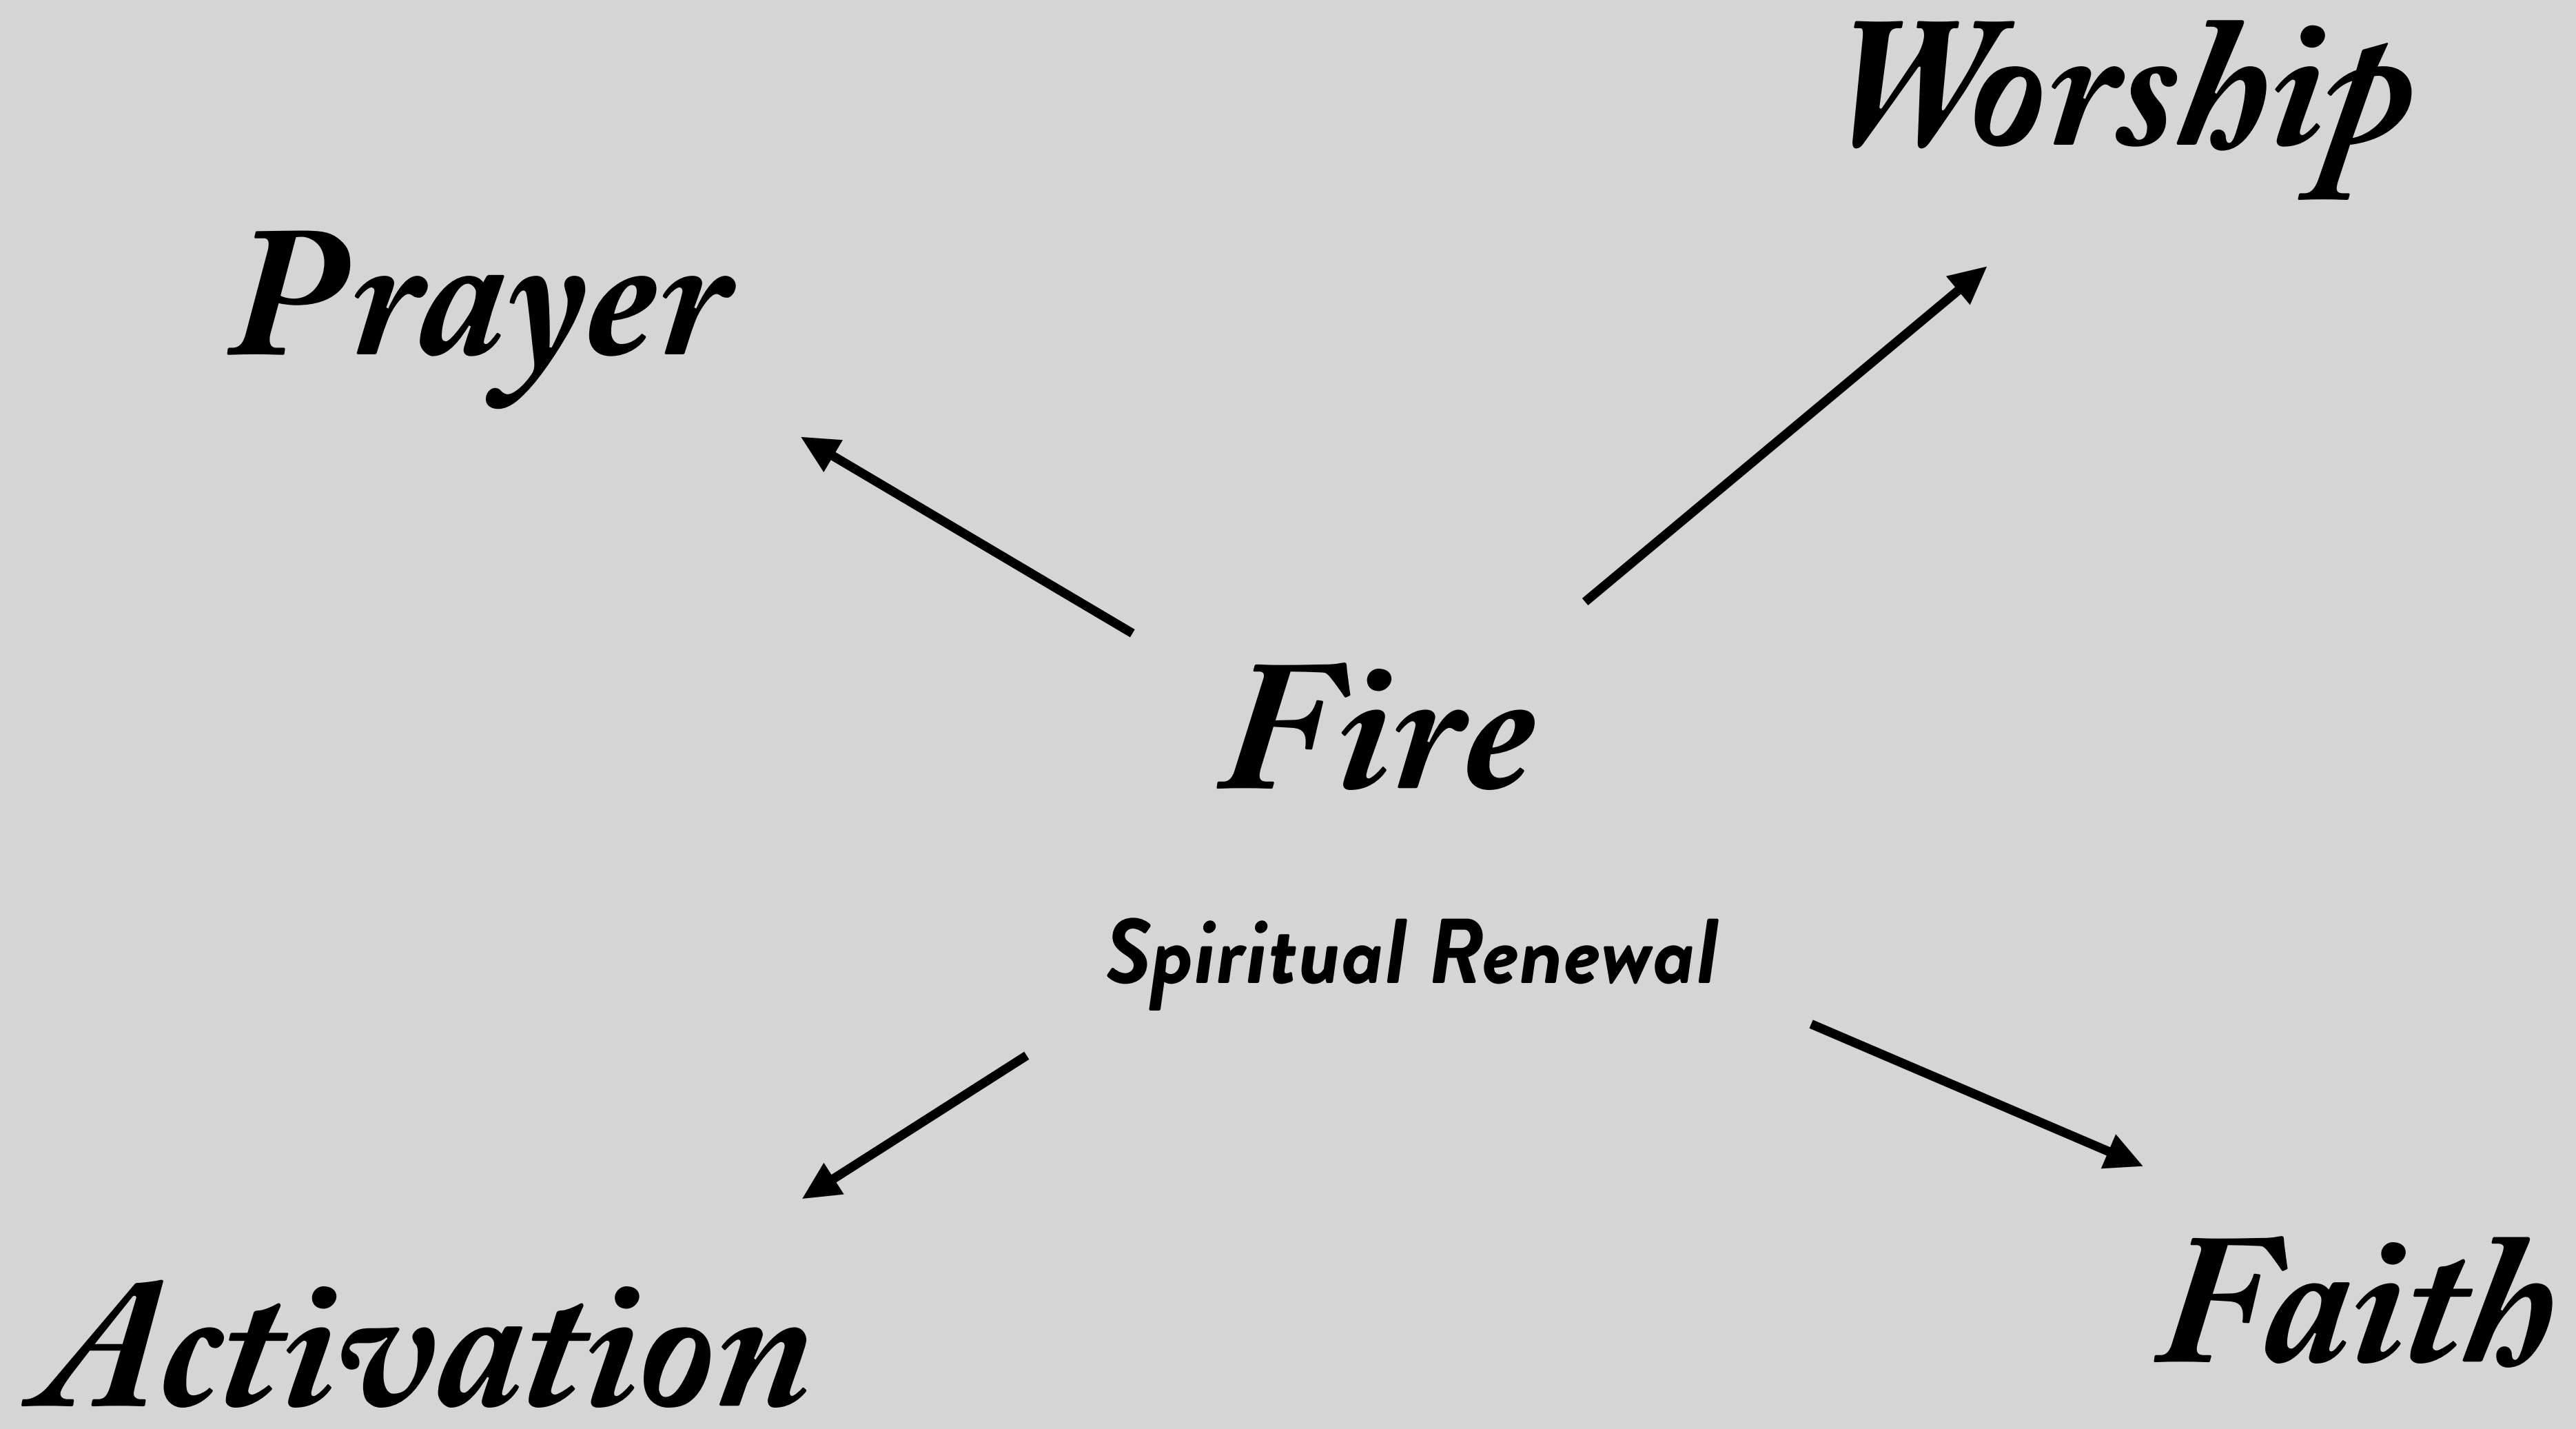 Worship
Prayer
Fire
Spiritual Renewal
Activation
Faith